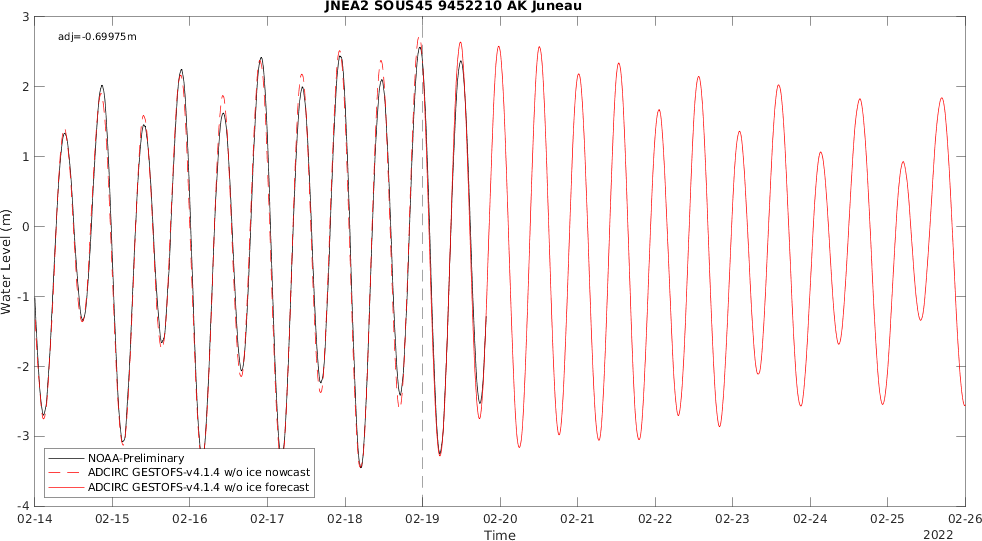 JNEA2 SOUS45 9452210 AK Juneau
adj=-0.69975m
3
2
1
0
-1
-2
-3
-4
Water Level (m)
NOAA-Preliminary
ADCIRC GESTOFS-v4.1.4 w/o ice nowcast
ADCIRC GESTOFS-v4.1.4 w/o ice forecast
02-14 02-15 02-16 02-17 02-18 02-19 02-20 02-21 02-22 02-23 02-24 02-25 02-26
Time
2022